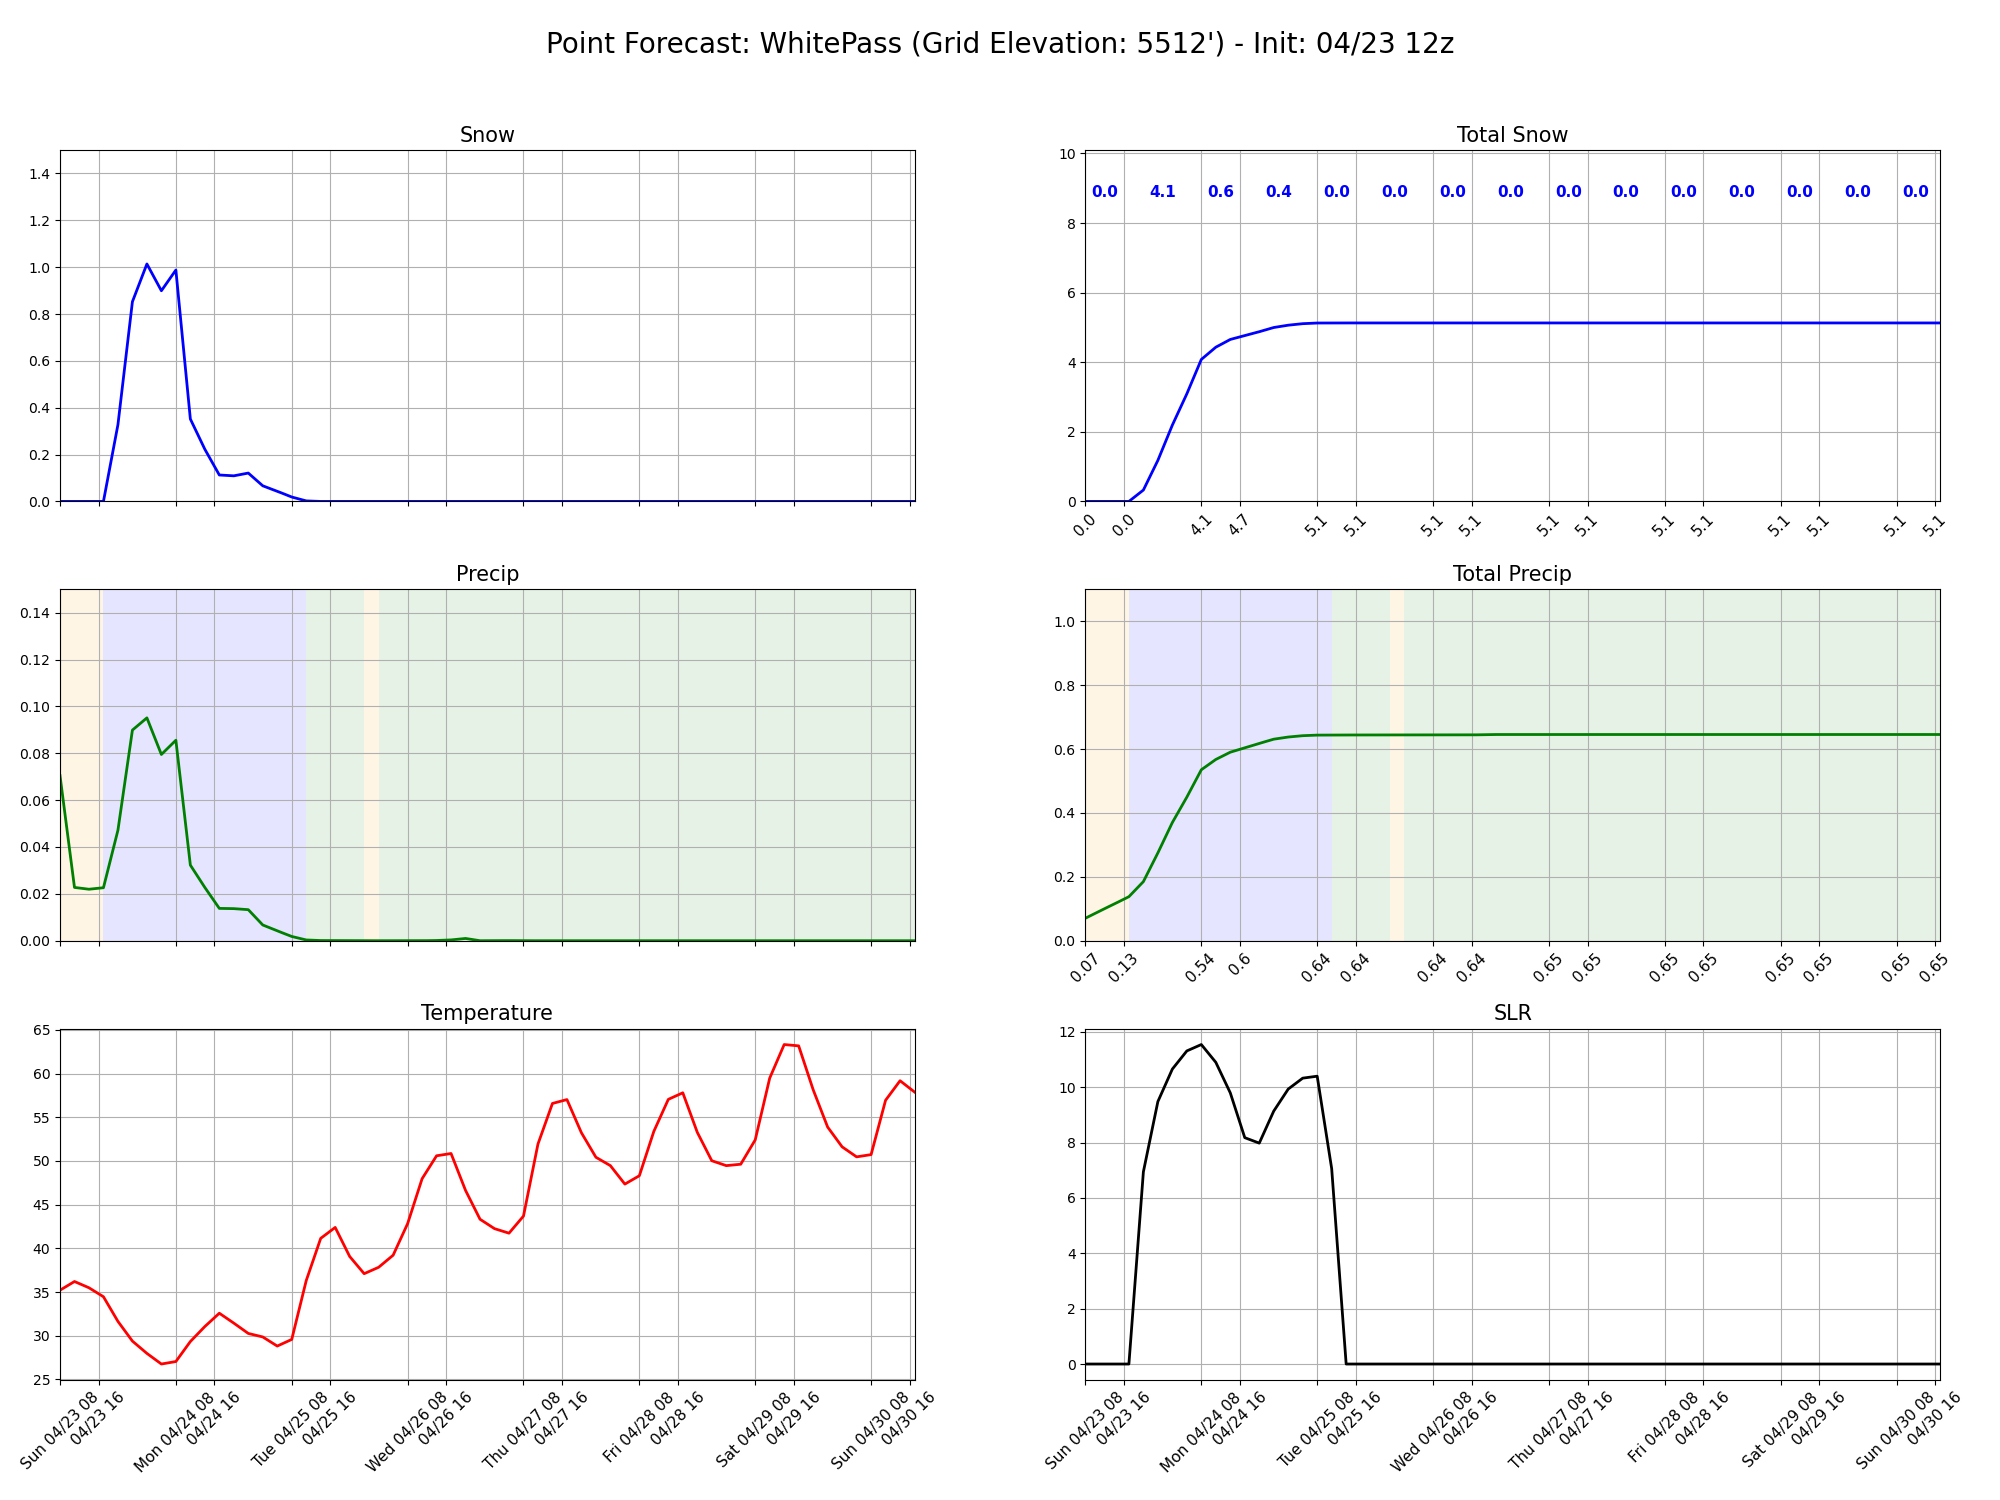 Point Forecast: WhitePass (Grid Elevation: 5512') - Init: 04/23 12z
Snow
1.4
1.2
1.0
0.8
0.6
0.4
0.2
0.0
Total Snow
10
8
6
4
2
0
0.0 4.1 0.6 0.4 0.0 0.0 0.0 0.0 0.0 0.0 0.0 0.0 0.0 0.0 0.0
0.0 0.0 4.1 4.7 5.1 5.1 5.1 5.1 5.1 5.1 5.1 5.1 5.1 5.1 5.1 5.1
Precip
0.14
0.12
0.10
0.08
0.06
0.04
0.02
0.00
Total Precip
1.0
0.8
0.6
0.4
0.2
0.0
0.07 0.13 0.54 0.6 0.64 0.64 0.64 0.64 0.65 0.65 0.65 0.65 0.65 0.65 0.65 0.65
Temperature
65
60
55
50
45
40
35
30
25
Sun 04/23 08
04/23 16
Mon 04/24 08
04/24 16
Tue 04/25 08
04/25 16
Wed 04/26 08
04/26 16
Thu 04/27 08
04/27 16
Fri 04/28 08
04/28 16
Sat 04/29 08
04/29 16
Sun 04/30 08
04/30 16
SLR
12
10
8
6
4
2
0
Sun 04/23 08
04/23 16
Mon 04/24 08
04/24 16
Tue 04/25 08
04/25 16
Wed 04/26 08
04/26 16
Thu 04/27 08
04/27 16
Fri 04/28 08
04/28 16
Sat 04/29 08
04/29 16
Sun 04/30 08
04/30 16